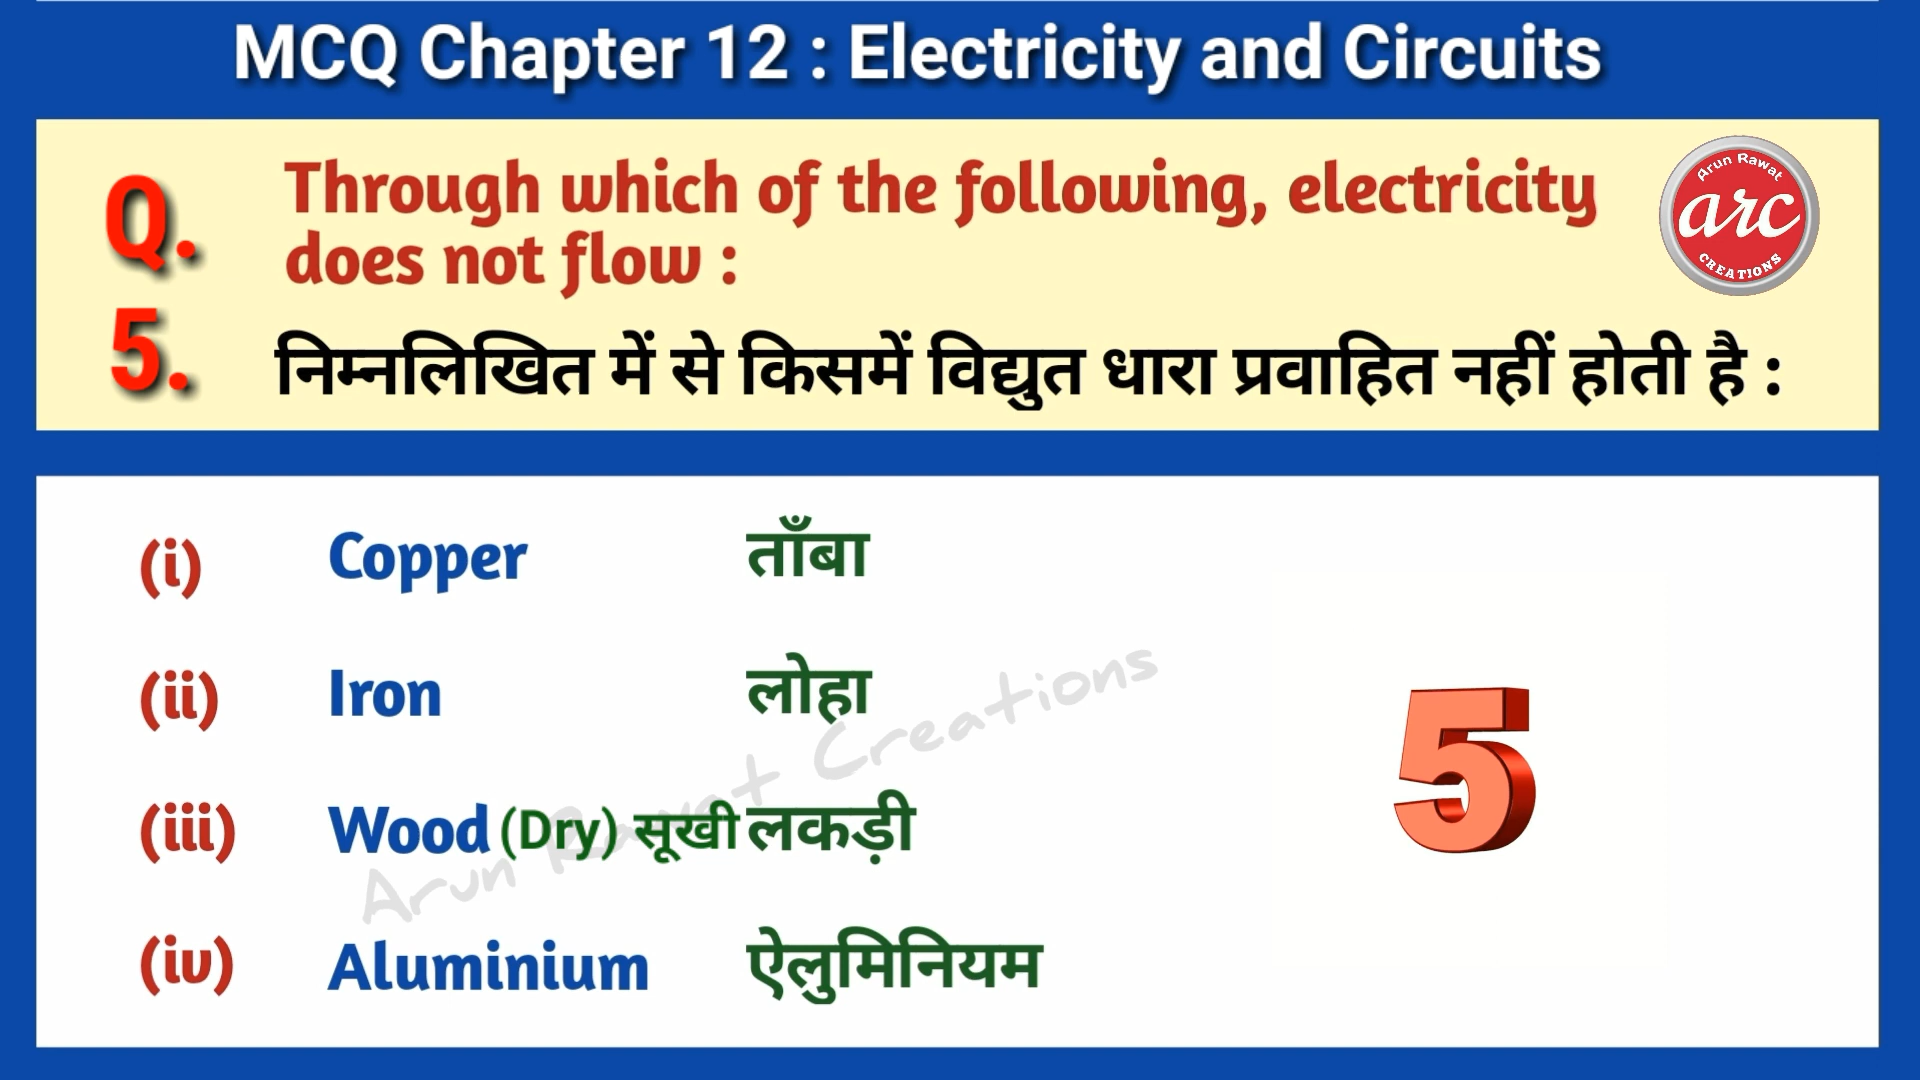 MCQ Chapter 12 : Electricity and Circuits
Q. 5.
Through which of the following, electricity
does not flow :
निम्नलिखित में से किसमें विद्युत धारा प्रवाहित नहीं होती है :
Arun Rawat
arc
CREATIONS
(i) Copper ताँबा
(ii) Iron लोहा
(iii) Wood (Dry) सूखी लकड़ी
(iv) Aluminium ऐलुमिनियम
5
Arun Rawat Creations